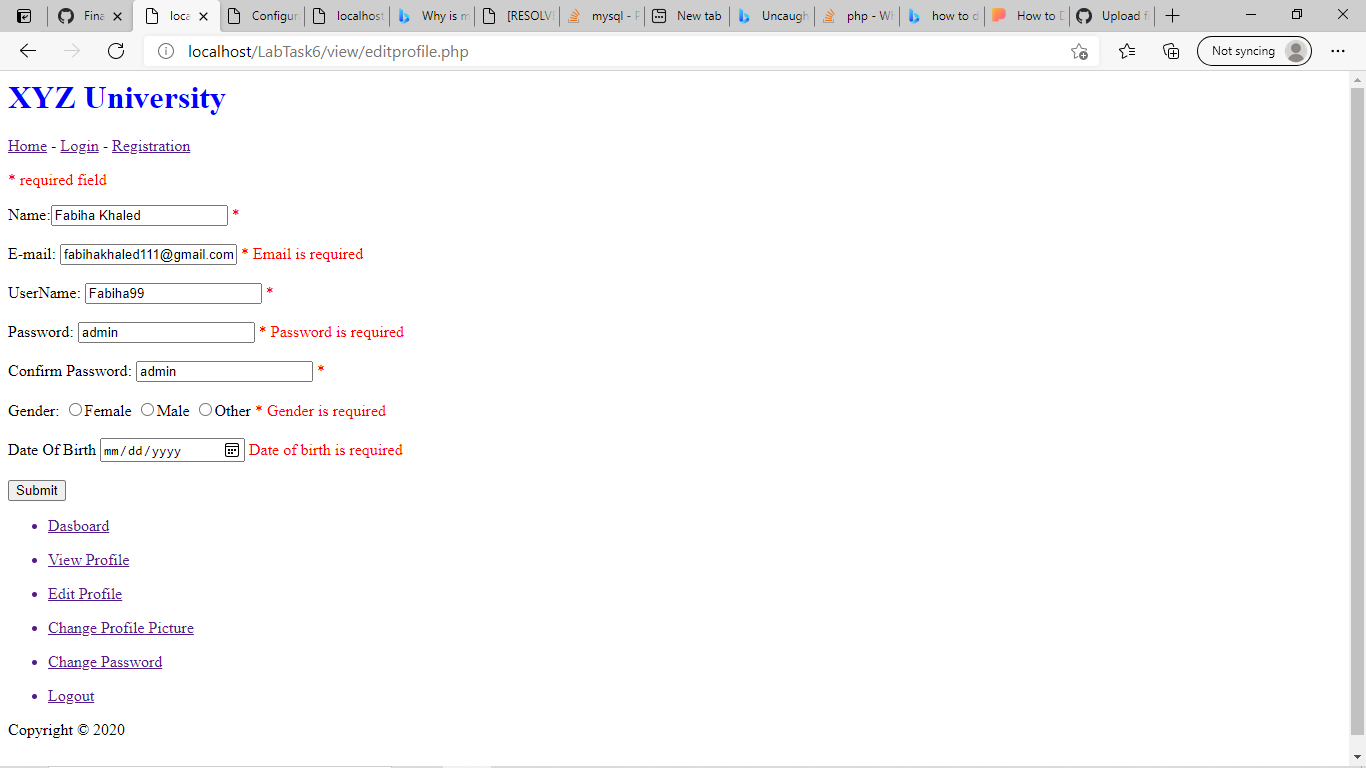 Fina
loca
Configur
localhost
Why is m
[RESOLVE
mysql - P
New tab
Uncaugh
php - Wh
how to d
How to D
Upload f
localhost/LabTask6/view/editprofile.php
Not syncing
XYZ University
Home - Login - Registration
* required field
Name: Fabiha Khaled *
E-mail: fabihakhaled111@gmail.com * Email is required
UserName: Fabiha99 *
Password: admin * Password is required
Confirm Password: admin *
Gender: Female Male Other * Gender is required
Date Of Birth mm/dd/yyyy Date of birth is required
Submit
• Dasboard
• View Profile
• Edit Profile
• Change Profile Picture
• Change Password
• Logout
Copyright © 2020